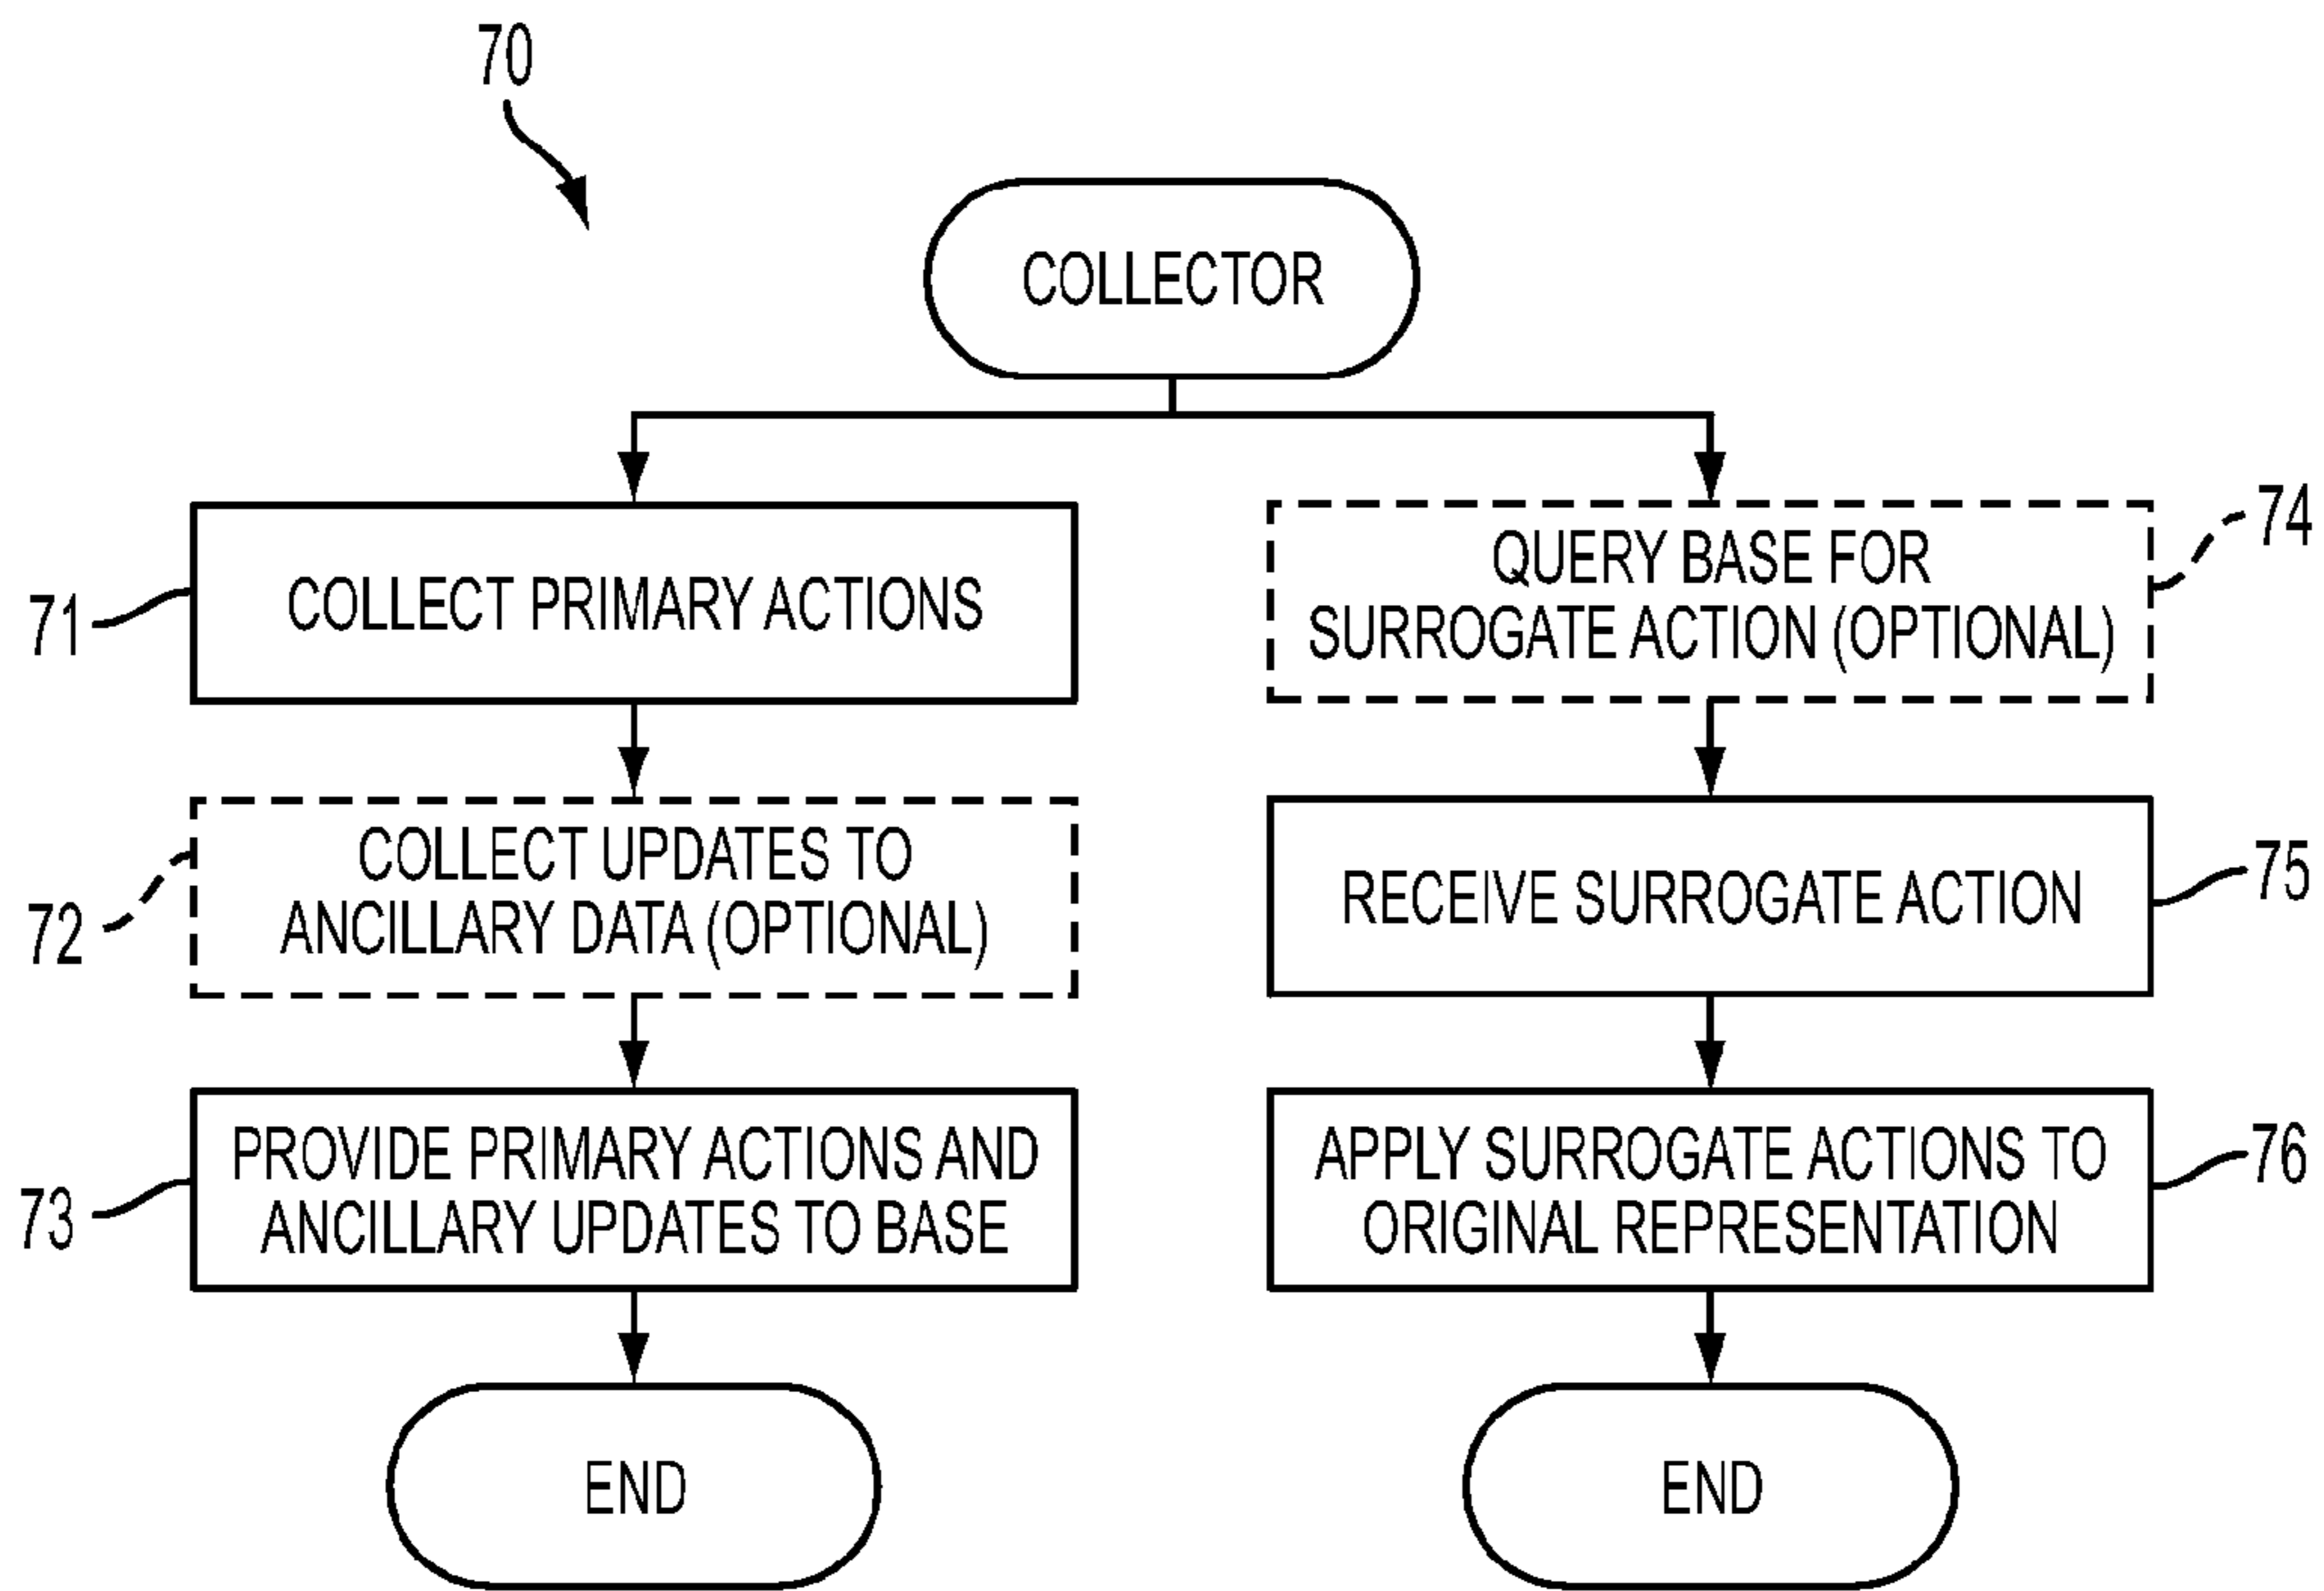 70
COLLECTOR
71
COLLECT PRIMARY ACTIONS
72
COLLECT UPDATES TO
ANCILLARY DATA (OPTIONAL)
73
PROVIDE PRIMARY ACTIONS AND
ANCILLARY UPDATES TO BASE
END
74
QUERY BASE FOR
SURROGATE ACTION (OPTIONAL)
75
RECEIVE SURROGATE ACTION
76
APPLY SURROGATE ACTIONS TO
ORIGINAL REPRESENTATION
END